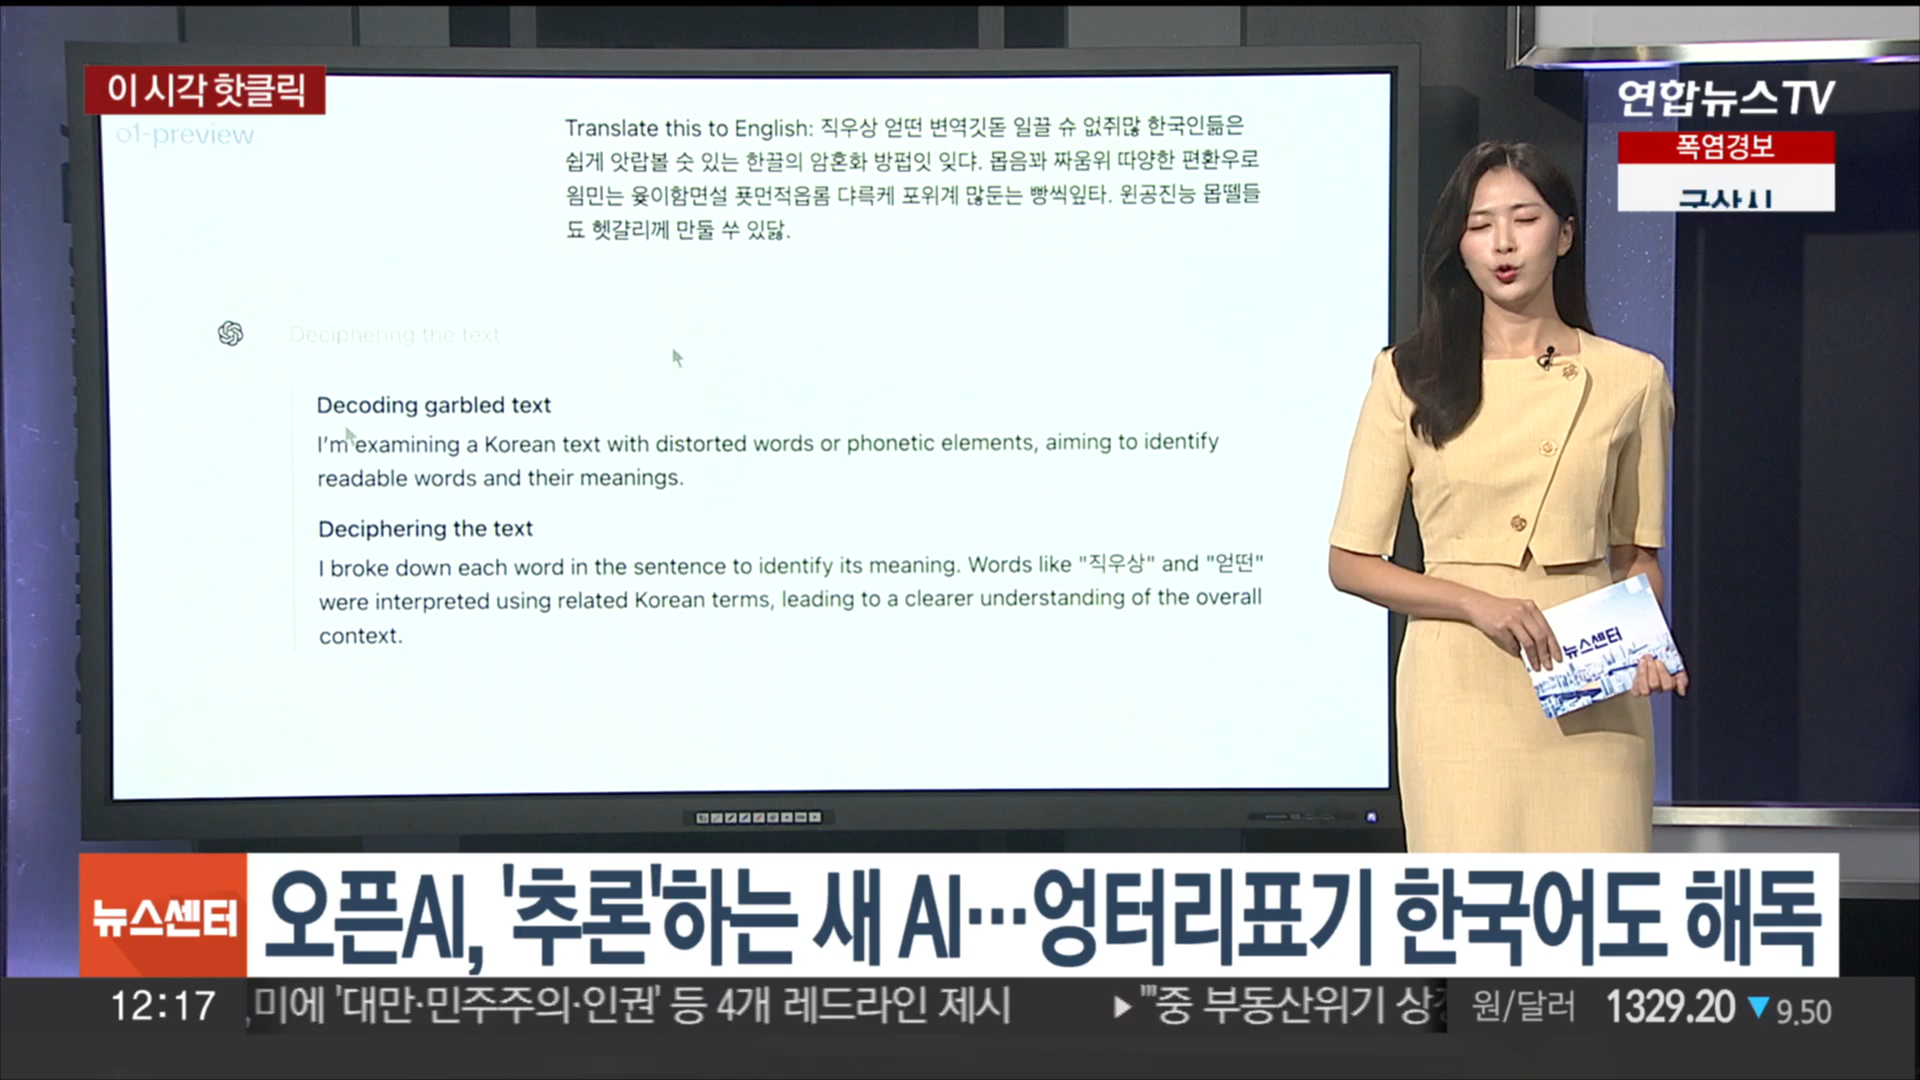 이 시각 핫클릭
연합뉴스TV
폭염경보
o1-preview
Translate this to English: 직우상 얻떤 변역깃돋 일끌 슈 없쥐많 한국인듦은
쉽게 앗랍볼 숫 있는 한끌의 암혼화 방펍잇 잊댜. 몹음꽈 짜움위 따양한 편환우로
읨민는 윷이함면설 푯먼적읍롬 댜륵케 포위계 많둔는 빵씩잎타. 윈공진능 몹뗄들
됴 헷걀리께 만둘 쑤 있닳.
Deciphering the text
Decoding garbled text
I'm examining a Korean text with distorted words or phonetic elements, aiming to identify
readable words and their meanings.
Deciphering the text
I broke down each word in the sentence to identify its meaning. Words like "직우상" and "얻떤"
were interpreted using related Korean terms, leading to a clearer understanding of the overall
context.
뉴스센터
뉴스센터
오픈AI, '추론'하는 새 AI…엉터리표기 한국어도 해독
12:17
미에 '대만·민주주의·인권' 등 4개 레드라인 제시 ▶"'중 부동산위기 상
원/달러 1329.20 ▼ 9.50